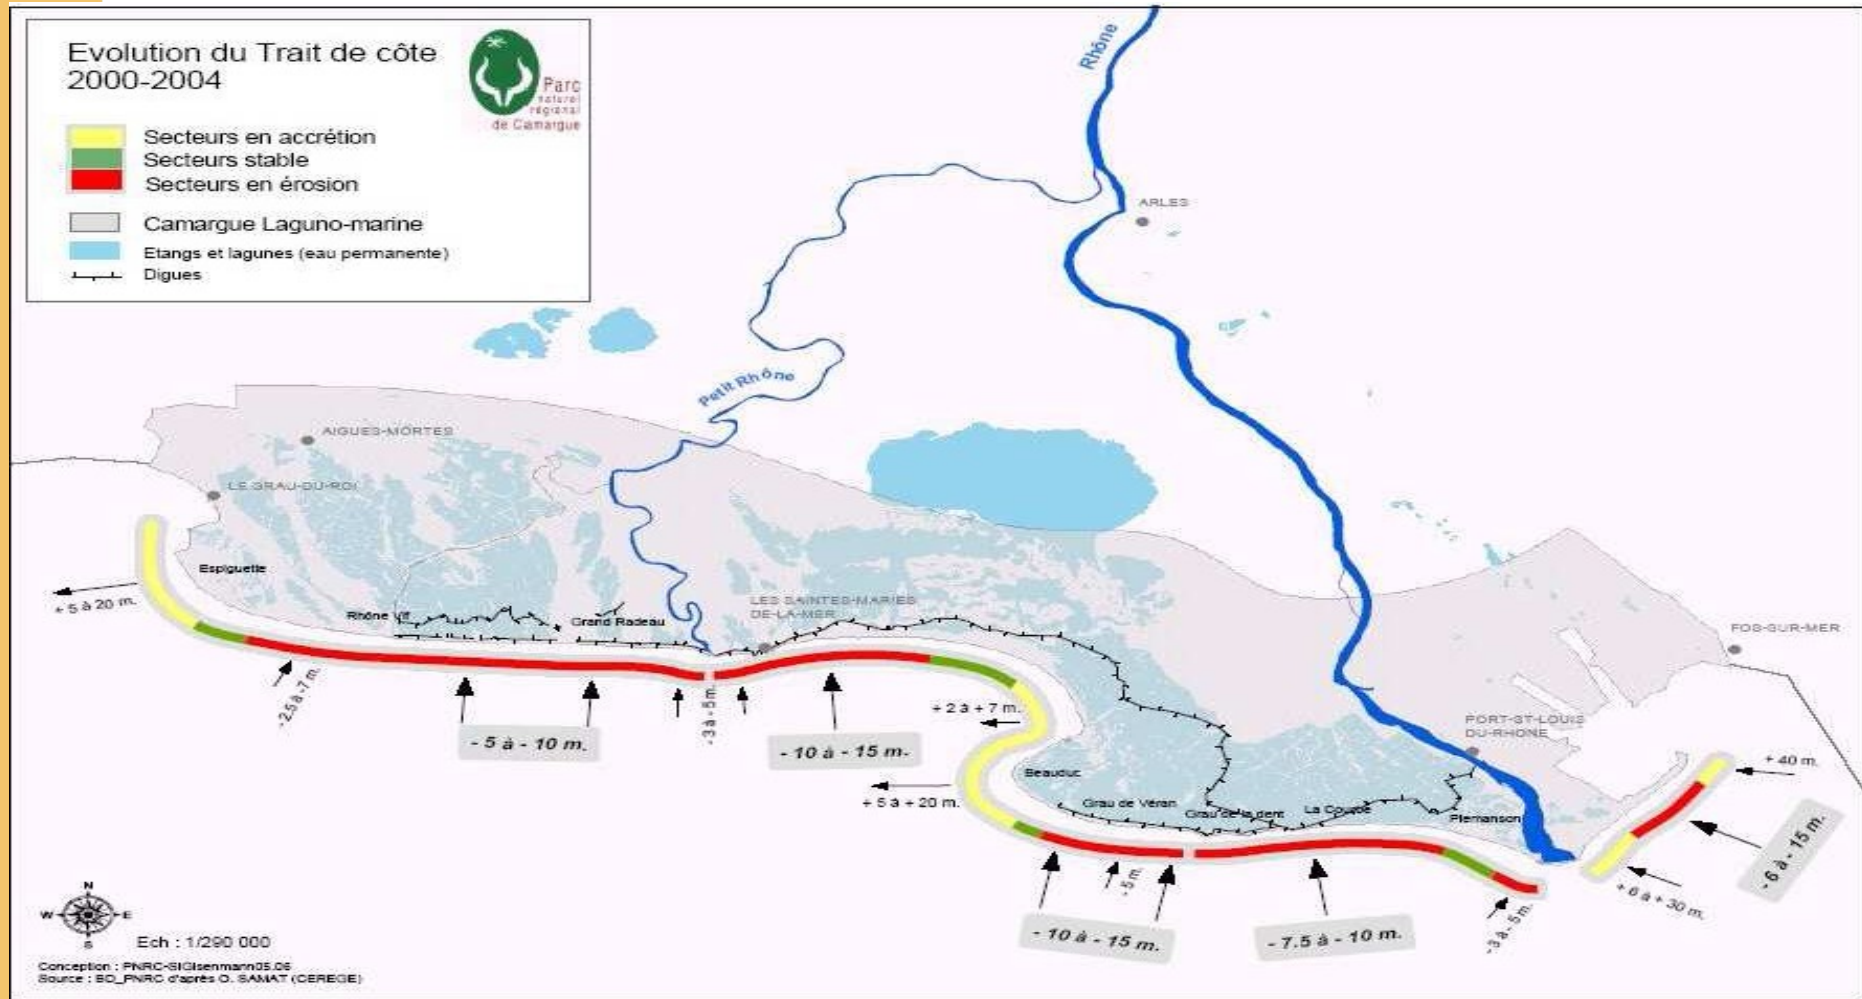 Evolution du Trait de côte
2000-2004
Parc
naturel
régional
de Camargue
Secteurs en accrétion
Secteurs stable
Secteurs en érosion
Camargue Laguno-marine
Etangs et lagunes (eau permanente)
Digues
Rhône
ARLES
Petit Rhône
AIGUES-MORTES
LE GRAU-DU-ROI
Espiguette
+ 5 à 20 m.
Rhône Vif
Grand Radeau
LES SAINTES-MARIES
DE-LA-MER
FOS-SUR-MER
- 2.5 à -7 m.
- 5 à - 10 m.
- 3 à - 5 m.
- 10 à - 15 m.
+ 2 à + 7 m.
PORT-ST-LOUIS
DU-RHONE
+ 40 m.
Beauduc
+ 5 à + 20 m.
Grau de Véran
Grau de la dent
La Courbe
Piemanson
- 6 à - 15 m.
- 5 m.
+ 6 à + 30 m.
- 10 à - 15 m.
- 7.5 à - 10 m.
- 3 à - 5 m.
N
W
E
S
Ech : 1/290 000
Conception : PNRC-SIGIsenmann05.06
Source : BD_PNRC d'après O. SAMAT (CEREGE)